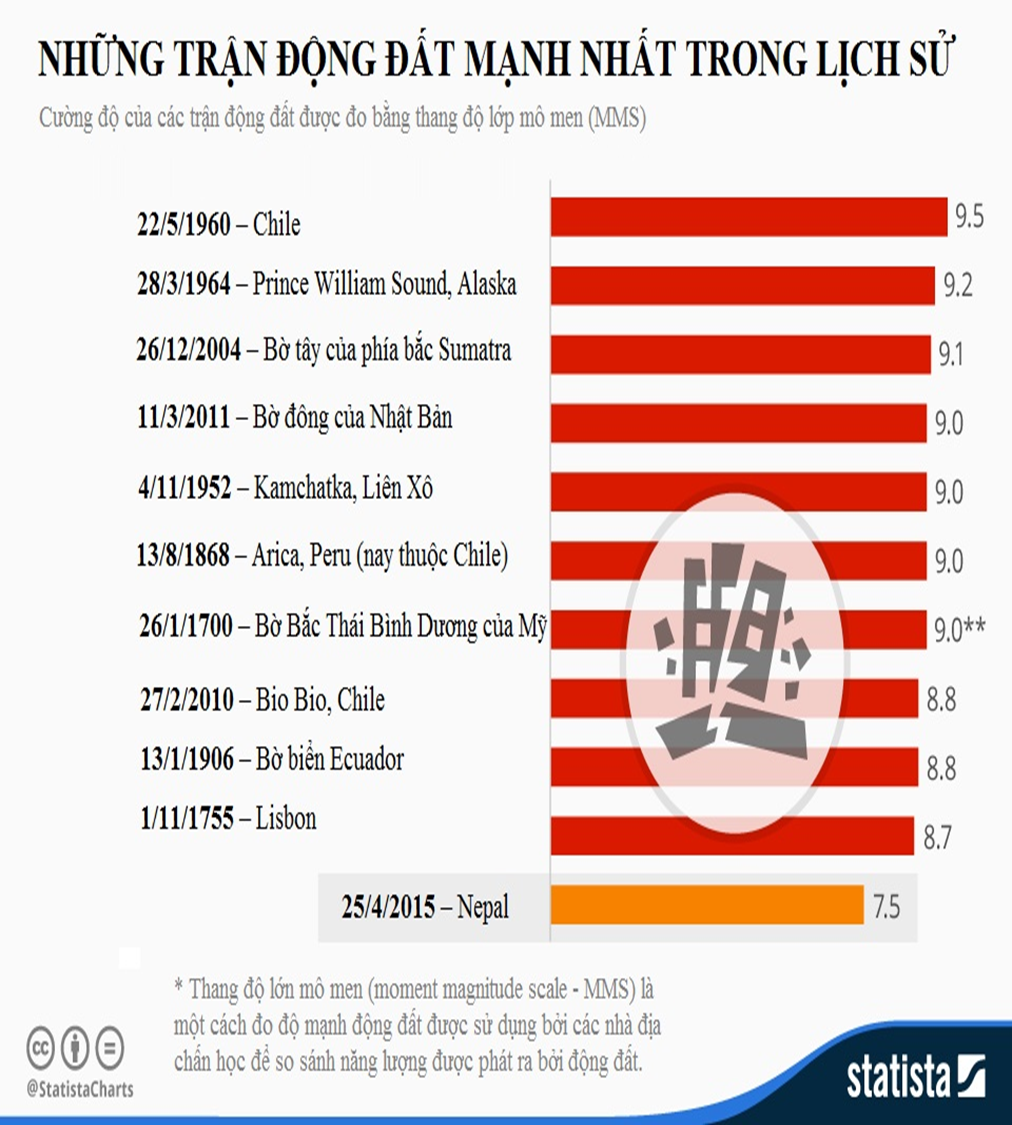 NHỮNG TRẬN ĐỘNG ĐẤT MẠNH NHẤT TRONG LỊCH SỬ
Cường độ của các trận động đất được đo bằng thang độ lớp mô men (MMS)
22/5/1960 – Chile 9.5
28/3/1964 – Prince William Sound, Alaska 9.2
26/12/2004 – Bờ tây của phía bắc Sumatra 9.1
11/3/2011 – Bờ đông của Nhật Bản 9.0
4/11/1952 – Kamchatka, Liên Xô 9.0
13/8/1868 – Arica, Peru (nay thuộc Chile) 9.0
26/1/1700 – Bờ Bắc Thái Bình Dương của Mỹ 9.0**
27/2/2010 – Bio Bio, Chile 8.8
13/1/1906 – Bờ biển Ecuador 8.8
1/11/1755 – Lisbon 8.7
25/4/2015 – Nepal 7.5
* Thang độ lớn mô men (moment magnitude scale - MMS) là
một cách đo độ mạnh động đất được sử dụng bởi các nhà địa
chấn học để so sánh năng lượng được phát ra bởi động đất.
cc
@StatistaCharts
statista